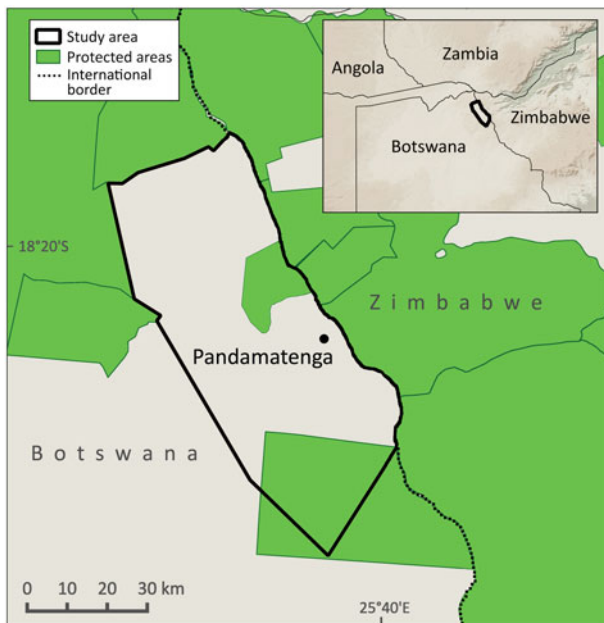 Study area
Protected areas
International
border
Zambia
Angola
Zimbabwe
Botswana
18°20'S
Zimbabwe
Pandamatenga
Botswana
0 10 20 30 km
25°40'E